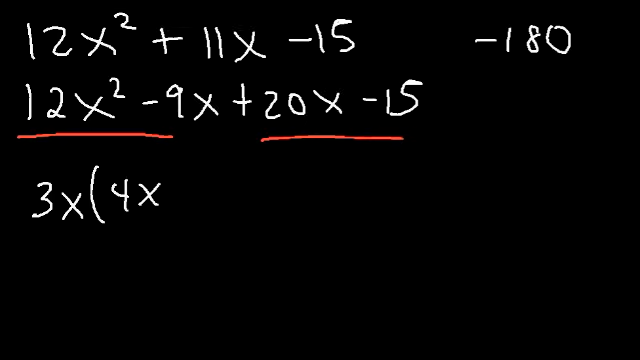 12x² + 11x - 15 -180
12x² - 9x + 20x - 15
3x(4x